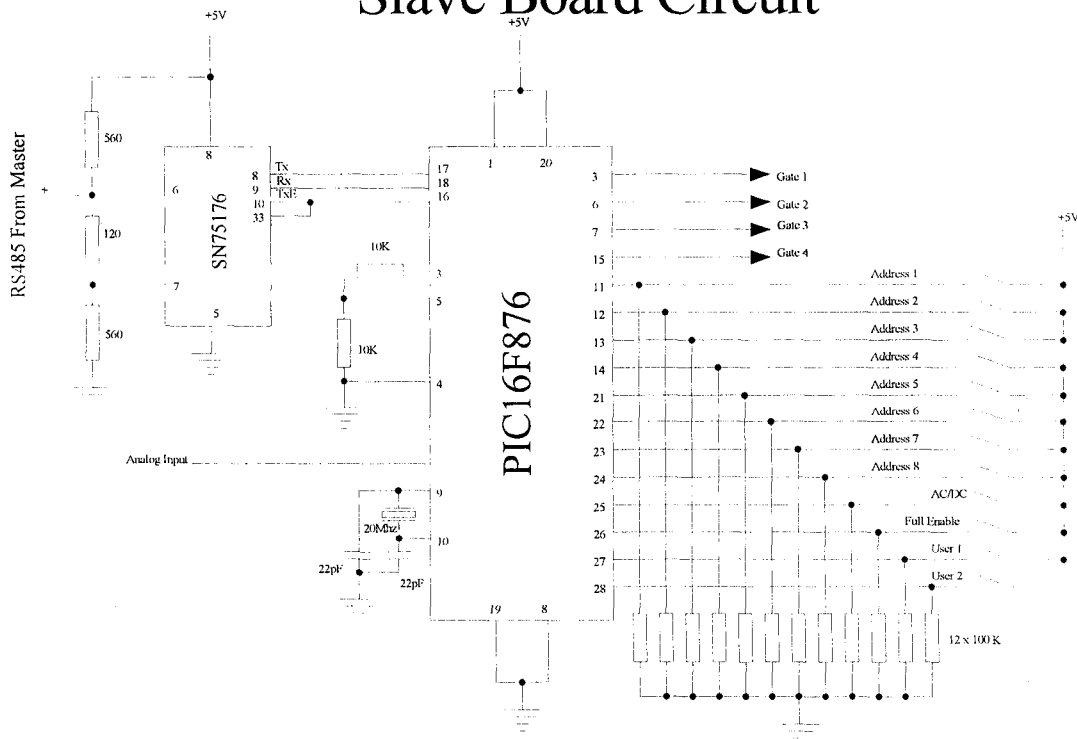 Slave Board Circuit
+5V
+5V
RS485 From Master
+
560
120
560
8
6
7
5
SN75176
8
9
10
33
Tx
Rx
TxE
17
18
16
1
20
3
5
4
9
10
19
8
PIC16F876
10K
10K
Analog Input
20Mhz
22pF
22pF
3
6
7
15
11
12
13
14
21
22
23
24
25
26
27
28
Gate 1
Gate 2
Gate 3
Gate 4
+5V
Address 1
Address 2
Address 3
Address 4
Address 5
Address 6
Address 7
Address 8
AC/DC
Full Enable
User 1
User 2
12 x 100 K